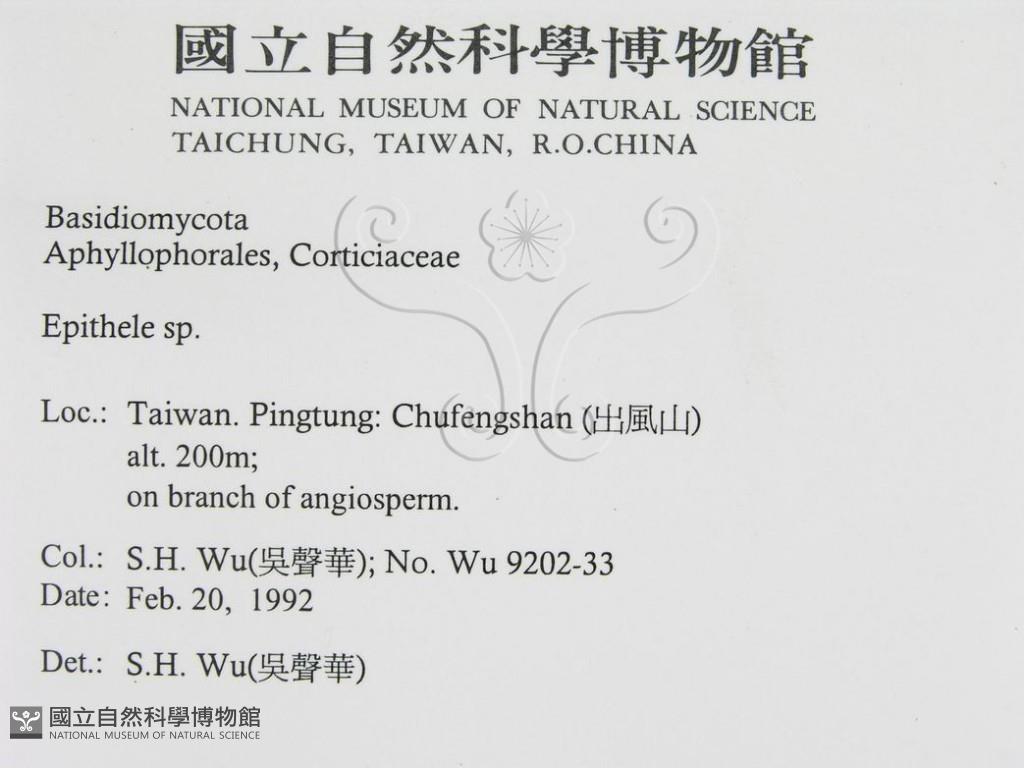 國立自然科學博物館
NATIONAL MUSEUM OF NATURAL SCIENCE
TAICHUNG, TAIWAN, R.O.CHINA
Basidiomycota
Aphyllophorales, Corticiaceae
Epithele sp.
Loc.: Taiwan. Pingtung: Chufengshan (出風山)
alt. 200m;
on branch of angiosperm.
Col.: S.H. Wu(吳聲華); No. Wu 9202-33
Date: Feb. 20, 1992
Det.: S.H. Wu(吳聲華)
國立自然科學博物館
NATIONAL MUSEUM OF NATURAL SCIENCE